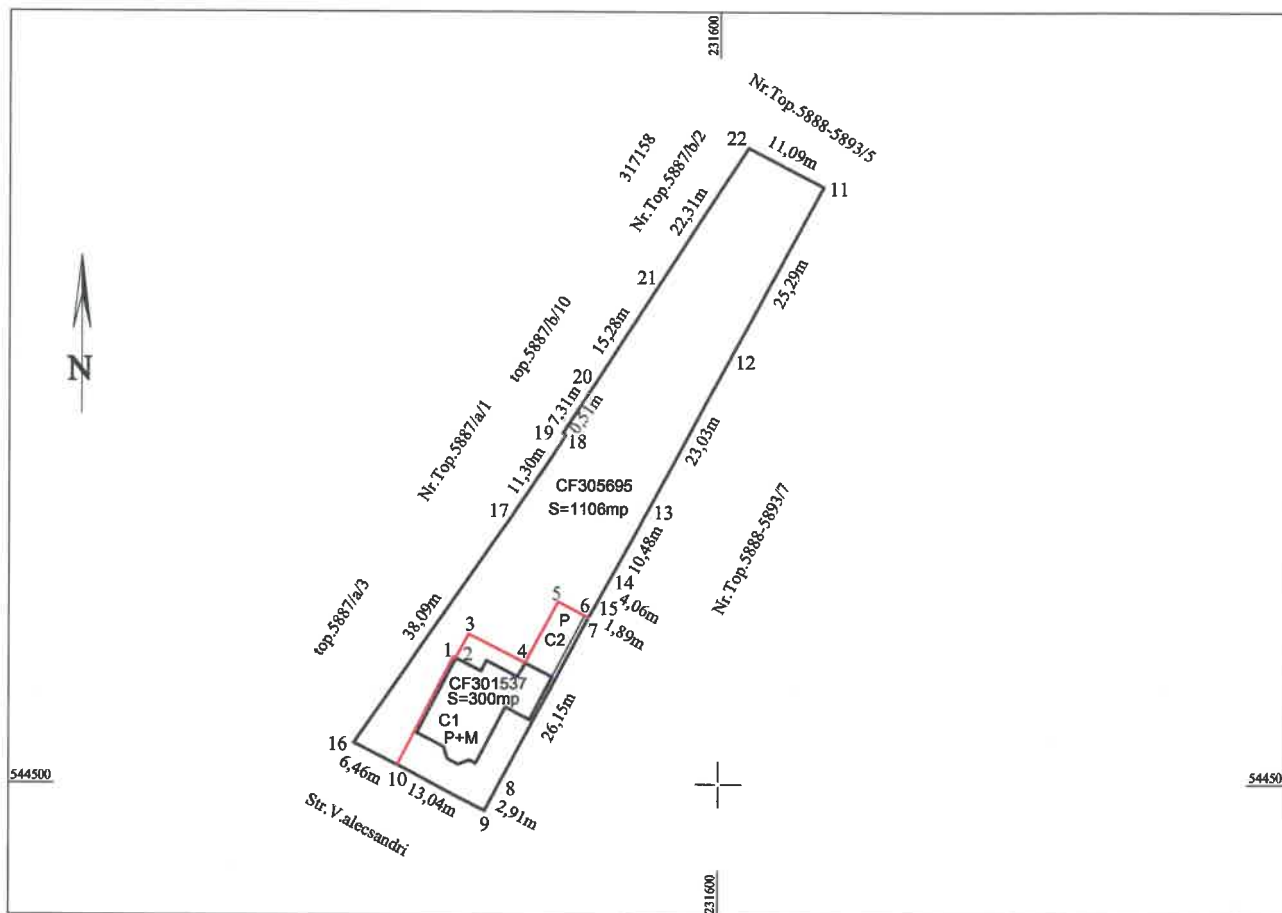 231600
Nr.Top.5888-5893/5
317158
Nr.Top.5887/b/2
22
11,09m
11
22,31m
21
25,29m
top.5887/b/10
15,28m
N
12
20
7,31m
0,51m
19
18
Nr.Top.5887/a/1
11,30m
23,03m
CF305695
S=1106mp
17
13
10,48m
Nr.Top.5888-5893/7
14
4,06m
5
6
15
P
7
1,89m
C2
top.5887/a/3
38,09m
3
1
2
4
CF301537
S=300mp
C1
P+M
26,15m
16
6,46m
10
13,04m
8
2,91m
9
Str.V.alecsandri
544500
544500
231600